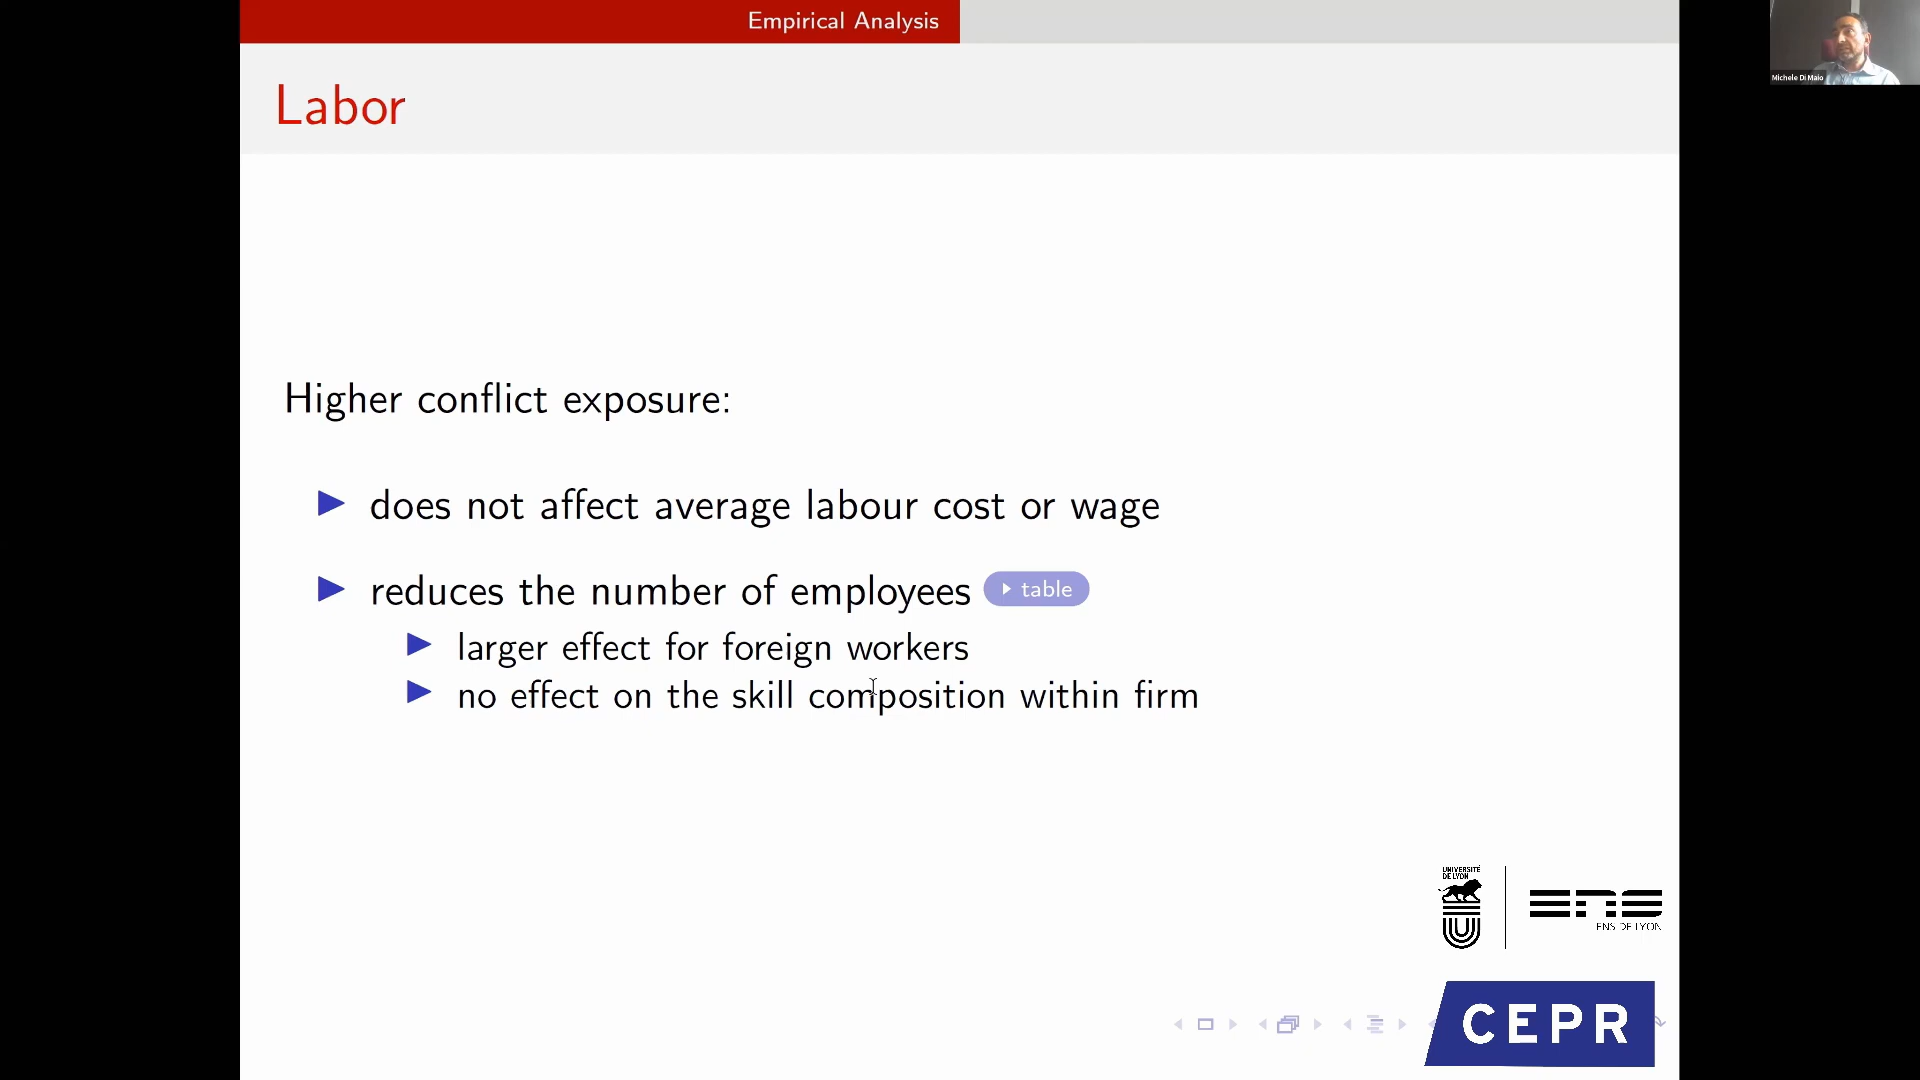 Empirical Analysis
Michele Di Maio
Labor
Higher conflict exposure:
does not affect average labour cost or wage
reduces the number of employees table
larger effect for foreign workers
no effect on the skill composition within firm
UNIVERSITÉ
DE LYON
ENS
ENS DE LYON
CEPR